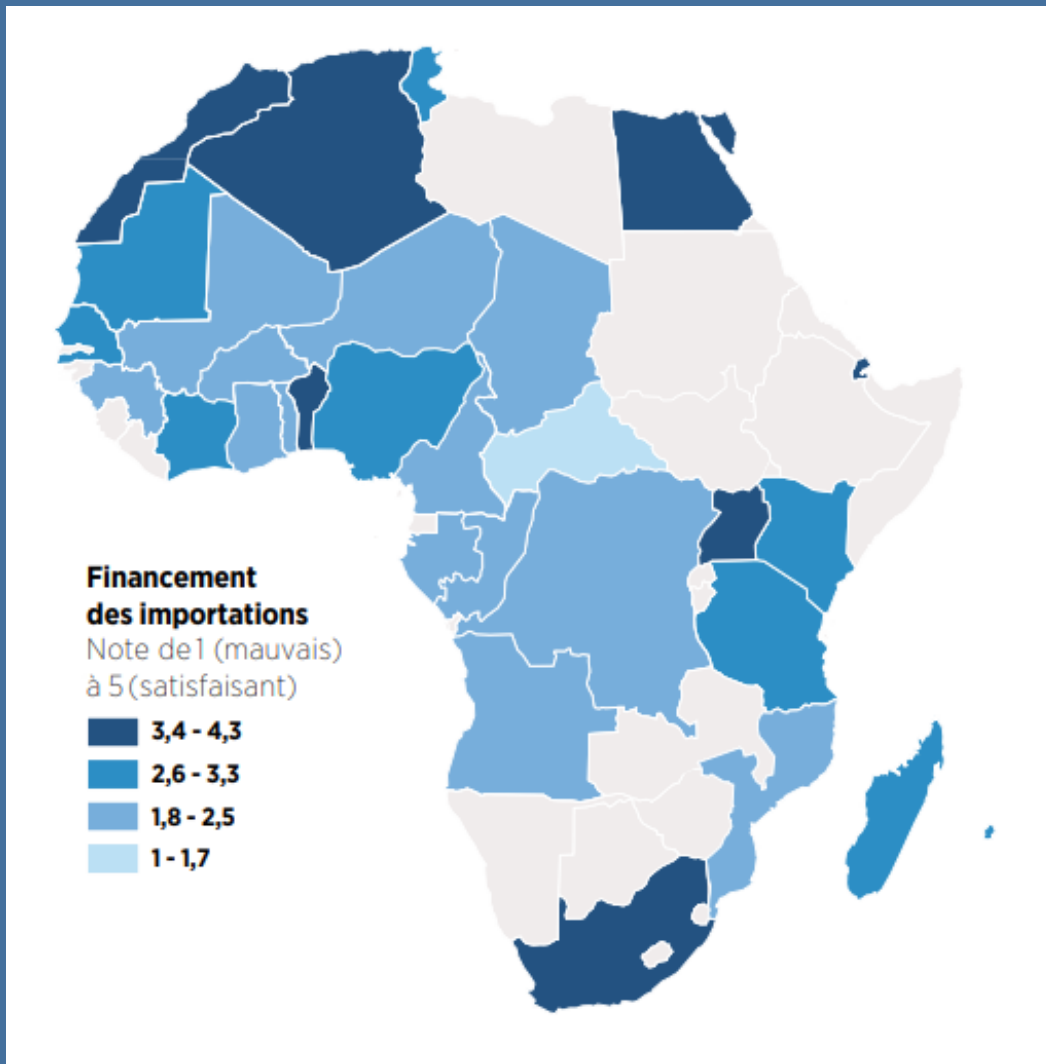 Financement
des importations
Note de 1 (mauvais)
à 5 (satisfaisant)
3,4 - 4,3
2,6 - 3,3
1,8 - 2,5
1 - 1,7